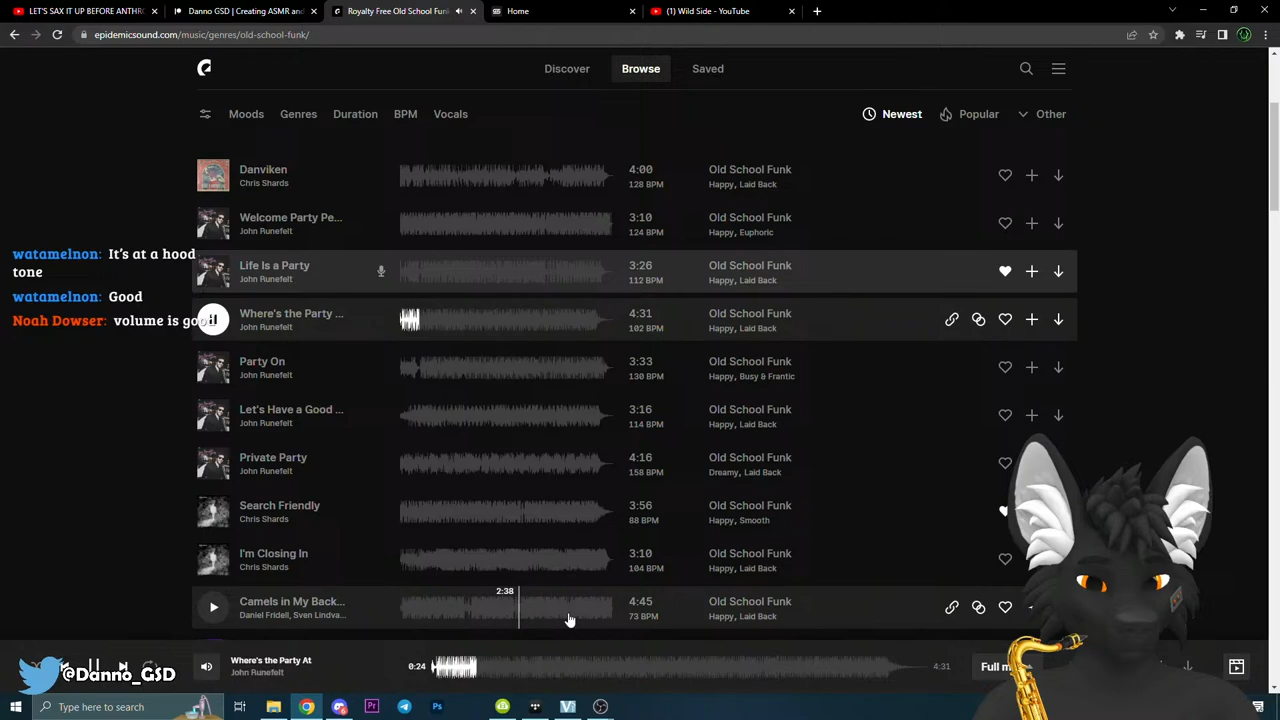 LET'S SAX IT UP BEFORE ANTHR
Danno GSD | Creating ASMR and
Royalty Free Old School Funk
Home
(1) Wild Side - YouTube
epidemicsound.com/music/genres/old-school-funk/
Discover
Browse
Saved
Moods
Genres
Duration
BPM
Vocals
Newest
Popular
Other
Danviken
Chris Shards
4:00
128 BPM
Old School Funk
Happy, Laid Back
Welcome Party Pe...
John Runefelt
3:10
124 BPM
Old School Funk
Happy, Euphoric
watamelnon: It's at a hood
tone
watamelnon: Good
Noah Dowser: volume is good
Life Is a Party
John Runefelt
3:26
112 BPM
Old School Funk
Happy, Laid Back
Where's the Party ...
John Runefelt
4:31
102 BPM
Old School Funk
Happy, Laid Back
Party On
John Runefelt
3:33
130 BPM
Old School Funk
Happy, Busy & Frantic
Let's Have a Good ...
John Runefelt
3:16
114 BPM
Old School Funk
Happy, Laid Back
Private Party
John Runefelt
4:16
158 BPM
Old School Funk
Dreamy, Laid Back
Search Friendly
Chris Shards
3:56
88 BPM
Old School Funk
Happy, Smooth
I'm Closing In
Chris Shards
3:10
104 BPM
Old School Funk
Happy, Laid Back
Camels in My Back...
Daniel Fridell, Sven Lindva...
2:38
4:45
73 BPM
Old School Funk
Happy, Laid Back
@Danno_GSD
Where's the Party At
John Runefelt
0:24
4:31
Full m
Type here to search